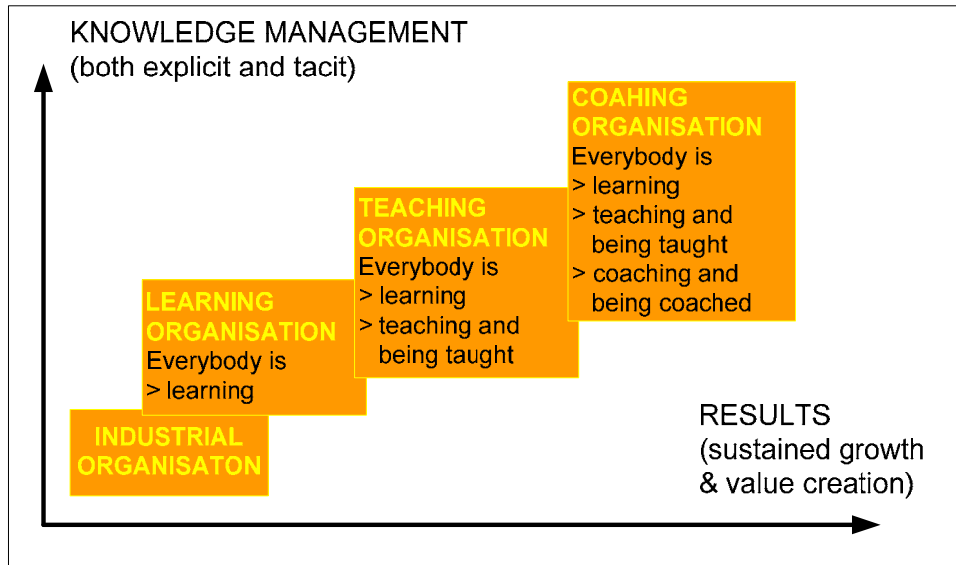 KNOWLEDGE MANAGEMENT
(both explicit and tacit)
COAHING
ORGANISATION
Everybody is
> learning
> teaching and
being taught
> coaching and
being coached
TEACHING
ORGANISATION
Everybody is
> learning
> teaching and
being taught
LEARNING
ORGANISATION
Everybody is
> learning
INDUSTRIAL
ORGANISATON
RESULTS
(sustained growth
& value creation)